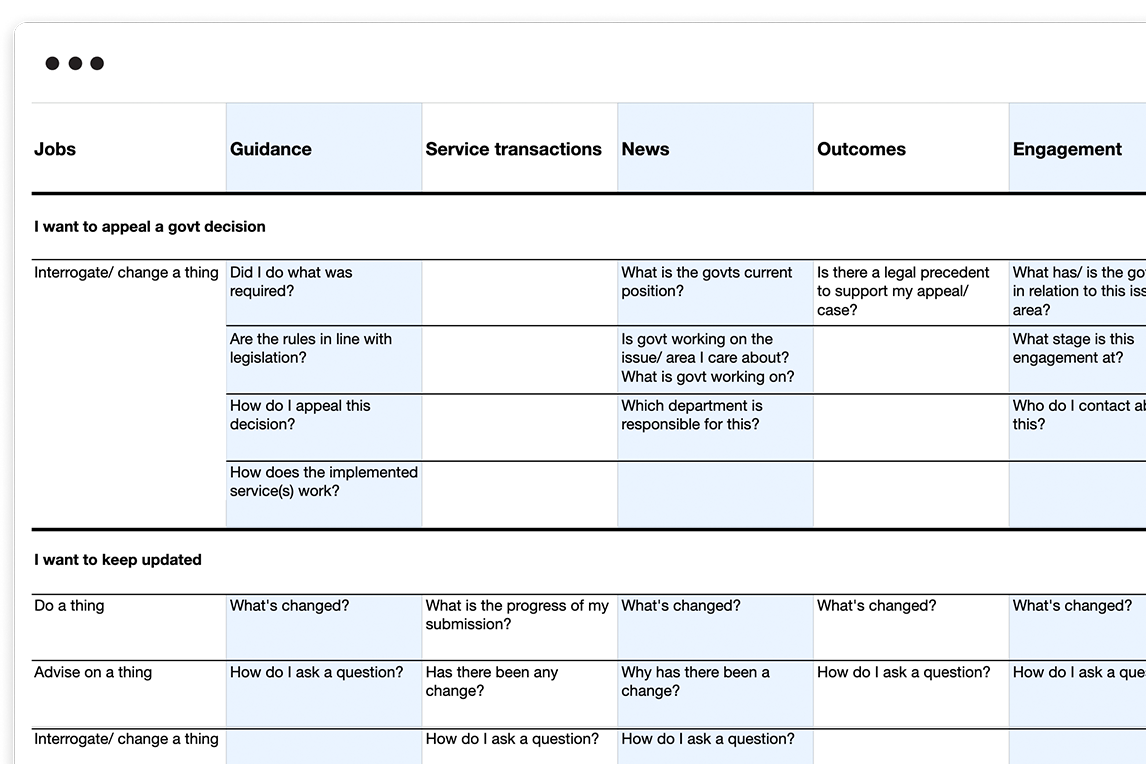 Jobs Guidance Service transactions News Outcomes Engagement
I want to appeal a govt decision
Interrogate/ change a thing
Did I do what was
required?
What is the govts current
position?
Is there a legal precedent
to support my appeal/
case?
What has/ is the
in relation to this
area?
Are the rules in line with
legislation?
Is govt working on the
issue/ area I care about?
What is govt working on?
What stage is this
engagement at?
How do I appeal this
decision?
Which department is
responsible for this?
Who do I contact
this?
How does the implemented
service(s) work?
I want to keep updated
Do a thing
What's changed?
What is the progress of my
submission?
What's changed?
What's changed?
What's changed?
Advise on a thing
How do I ask a question?
Has there been any
change?
Why has there been a
change?
How do I ask a question?
How do I ask a
Interrogate/ change a thing
How do I ask a question?
How do I ask a question?